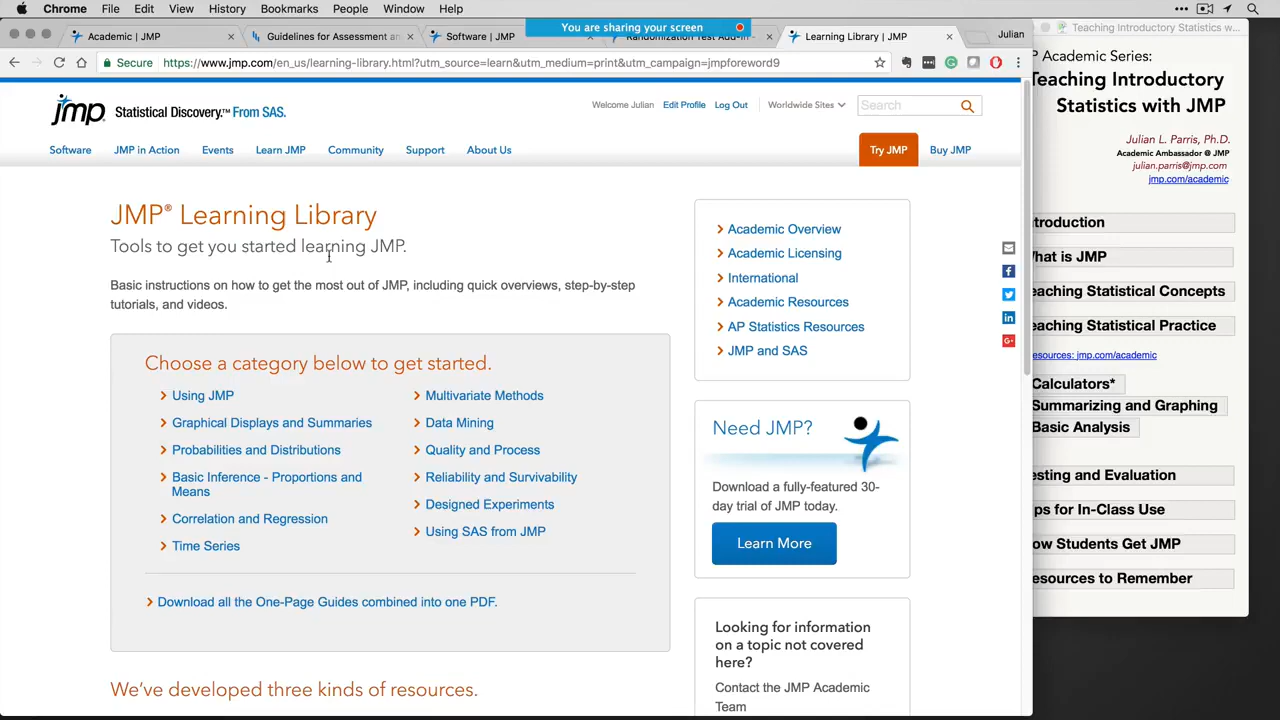 Chrome File Edit View History Bookmarks People Window Help
You are sharing your screen
Academic | JMP
Guidelines for Assessment an
Software | JMP
Randomization Test Add-in
Learning Library | JMP
Julian
Secure https://www.jmp.com/en_us/learning-library.html?utm_source=learn&utm_medium=print&utm_campaign=jmpforeword9
jmp Statistical Discovery.™ From SAS.
Welcome Julian Edit Profile Log Out Worldwide Sites Search
Software JMP in Action Events Learn JMP Community Support About Us Try JMP Buy JMP
JMP® Learning Library
Tools to get you started learning JMP.
Basic instructions on how to get the most out of JMP, including quick overviews, step-by-step
tutorials, and videos.
Choose a category below to get started.
Using JMP
Graphical Displays and Summaries
Probabilities and Distributions
Basic Inference - Proportions and
Means
Correlation and Regression
Time Series
Multivariate Methods
Data Mining
Quality and Process
Reliability and Survivability
Designed Experiments
Using SAS from JMP
Download all the One-Page Guides combined into one PDF.
We've developed three kinds of resources.
Academic Overview
Academic Licensing
International
Academic Resources
AP Statistics Resources
JMP and SAS
Need JMP?
Download a fully-featured 30-
day trial of JMP today.
Learn More
Looking for information
on a topic not covered
here?
Contact the JMP Academic
Team
Teaching Introductory Statistics w...
P Academic Series:
Teaching Introductory
Statistics with JMP
Julian L. Parris, Ph.D.
Academic Ambassador @ JMP
julian.parris@jmp.com
jmp.com/academic
ntroduction
hat is JMP
eaching Statistical Concepts
eaching Statistical Practice
esources: jmp.com/academic
Calculators*
Summarizing and Graphing
Basic Analysis
esting and Evaluation
ps for In-Class Use
ow Students Get JMP
esources to Remember